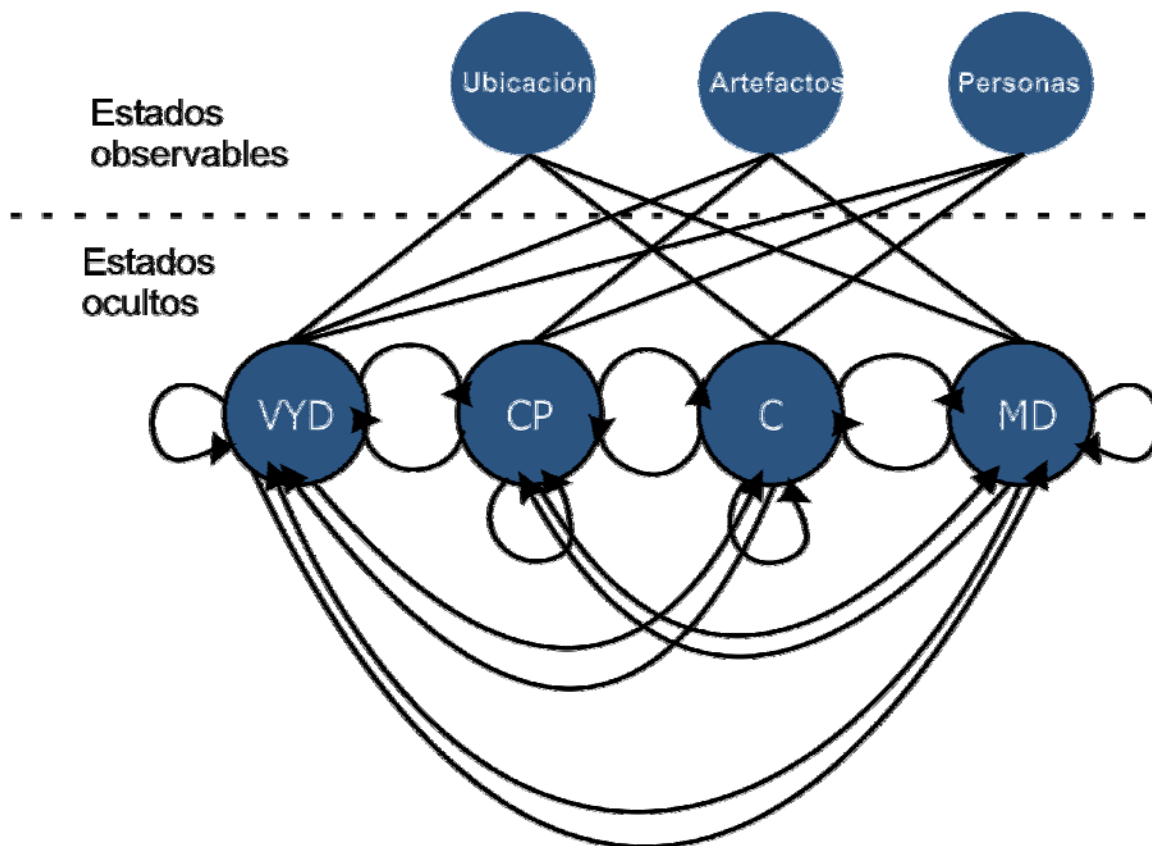 Ubicación
Artefactos
Personas
Estados
observables
Estados
ocultos
VYD
CP
C
MD